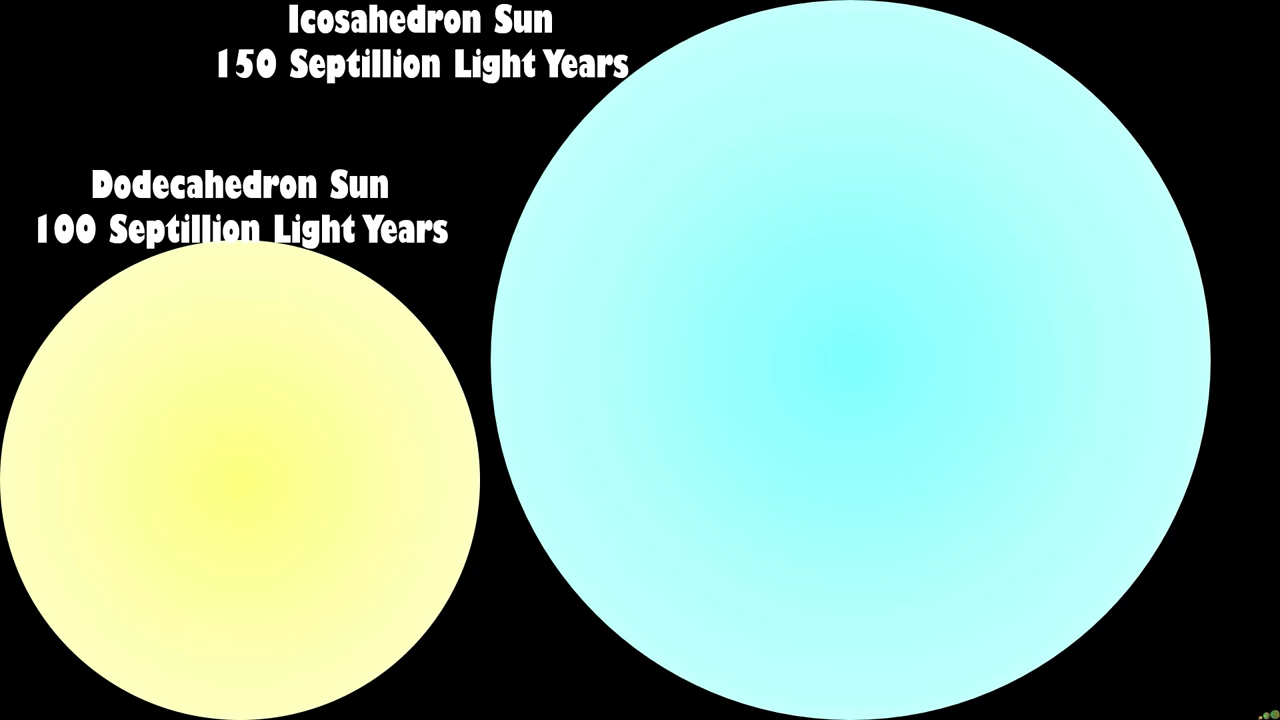 Icosahedron Sun
150 Septillion Light Years
Dodecahedron Sun
100 Septillion Light Years